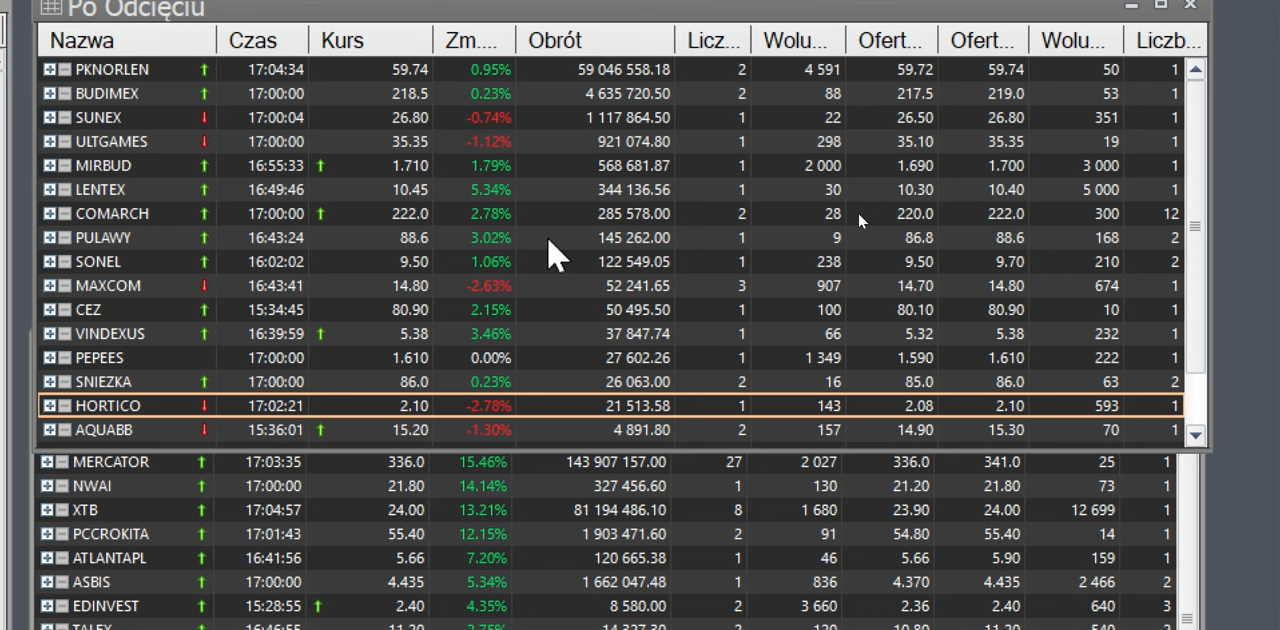 Po Odcięciu
Nazwa Czas Kurs Zm.... Obrót Licz... Wolu... Ofert... Ofert... Wolu... Liczb...
PKNORLEN 17:04:34 59.74 0.95% 59 046 558.18 2 4 591 59.72 59.74 50 1
BUDIMEX 17:00:00 218.5 0.23% 4 635 720.50 2 88 217.5 219.0 53 1
SUNEX 17:00:04 26.80 -0.74% 1 117 864.50 1 22 26.50 26.80 351 1
ULTGAMES 17:00:00 35.35 -1.12% 921 074.80 1 298 35.10 35.35 19 1
MIRBUD 16:55:33 1.710 1.79% 568 681.87 1 2 000 1.690 1.700 3 000 1
LENTEX 16:49:46 10.45 5.34% 344 136.56 1 30 10.30 10.40 5 000 1
COMARCH 17:00:00 222.0 2.78% 285 578.00 2 28 220.0 222.0 300 12
PULAWY 16:43:24 88.6 3.02% 145 262.00 1 9 86.8 88.6 168 2
SONEL 16:02:02 9.50 1.06% 122 549.05 1 238 9.50 9.70 210 2
MAXCOM 16:43:41 14.80 -2.63% 52 241.65 3 907 14.70 14.80 674 1
CEZ 15:34:45 80.90 2.15% 50 495.50 1 100 80.10 80.90 10 1
VINDEXUS 16:39:59 5.38 3.46% 37 847.74 1 66 5.32 5.38 232 1
PEPEES 17:00:00 1.610 0.00% 27 602.26 1 1 349 1.590 1.610 222 1
SNIEZKA 17:00:00 86.0 0.23% 26 063.00 2 16 85.0 86.0 63 2
HORTICO 17:02:21 2.10 -2.78% 21 513.58 1 143 2.08 2.10 593 1
AQUABB 15:36:01 15.20 -1.30% 4 891.80 2 157 14.90 15.30 70 1
MERCATOR 17:03:35 336.0 15.46% 143 907 157.00 27 2 027 336.0 341.0 25 1
NWAI 17:00:00 21.80 14.14% 327 456.60 1 130 21.20 21.80 73 1
XTB 17:04:57 24.00 13.21% 81 194 486.10 8 1 680 23.90 24.00 12 699 1
PCCROKITA 17:01:43 55.40 12.15% 1 903 471.60 2 91 54.80 55.40 14 1
ATLANTAPL 16:41:56 5.66 7.20% 120 665.38 1 46 5.66 5.90 159 1
ASBIS 17:00:00 4.435 5.34% 1 662 047.48 1 836 4.370 4.435 2 466 2
EDINVEST 15:28:55 2.40 4.35% 8 580.00 2 3 660 2.36 2.40 640 3